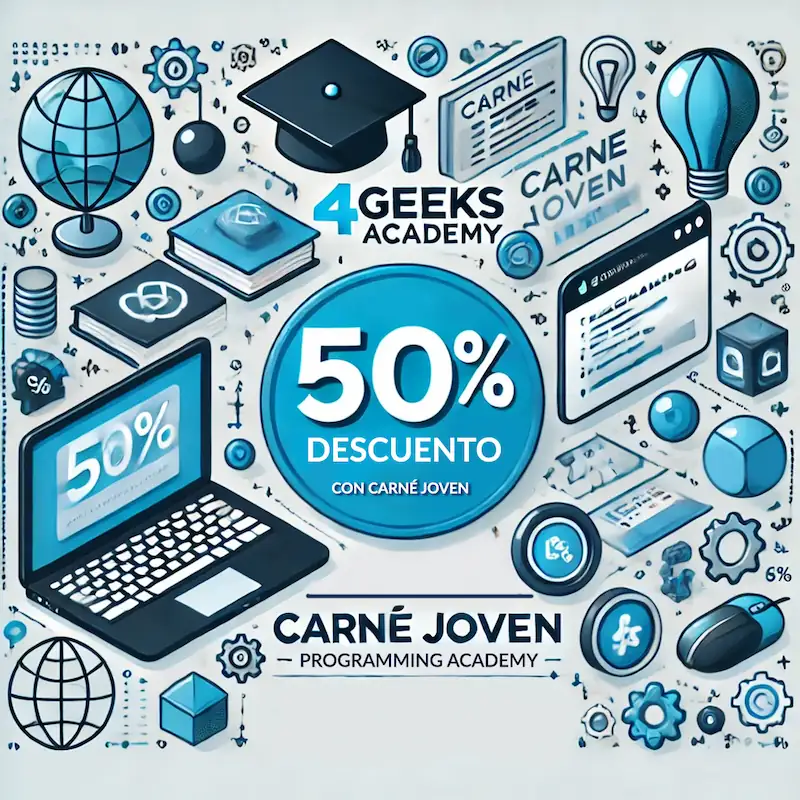 CARNE
CARNE
JOVEN
4GEEKS
ACADEMY
50%
DESCUENTO
CON CARNÉ JOVEN
50%
%
6%
CARNÉ JOVEN
– PROGRAMMING ACADEMY –